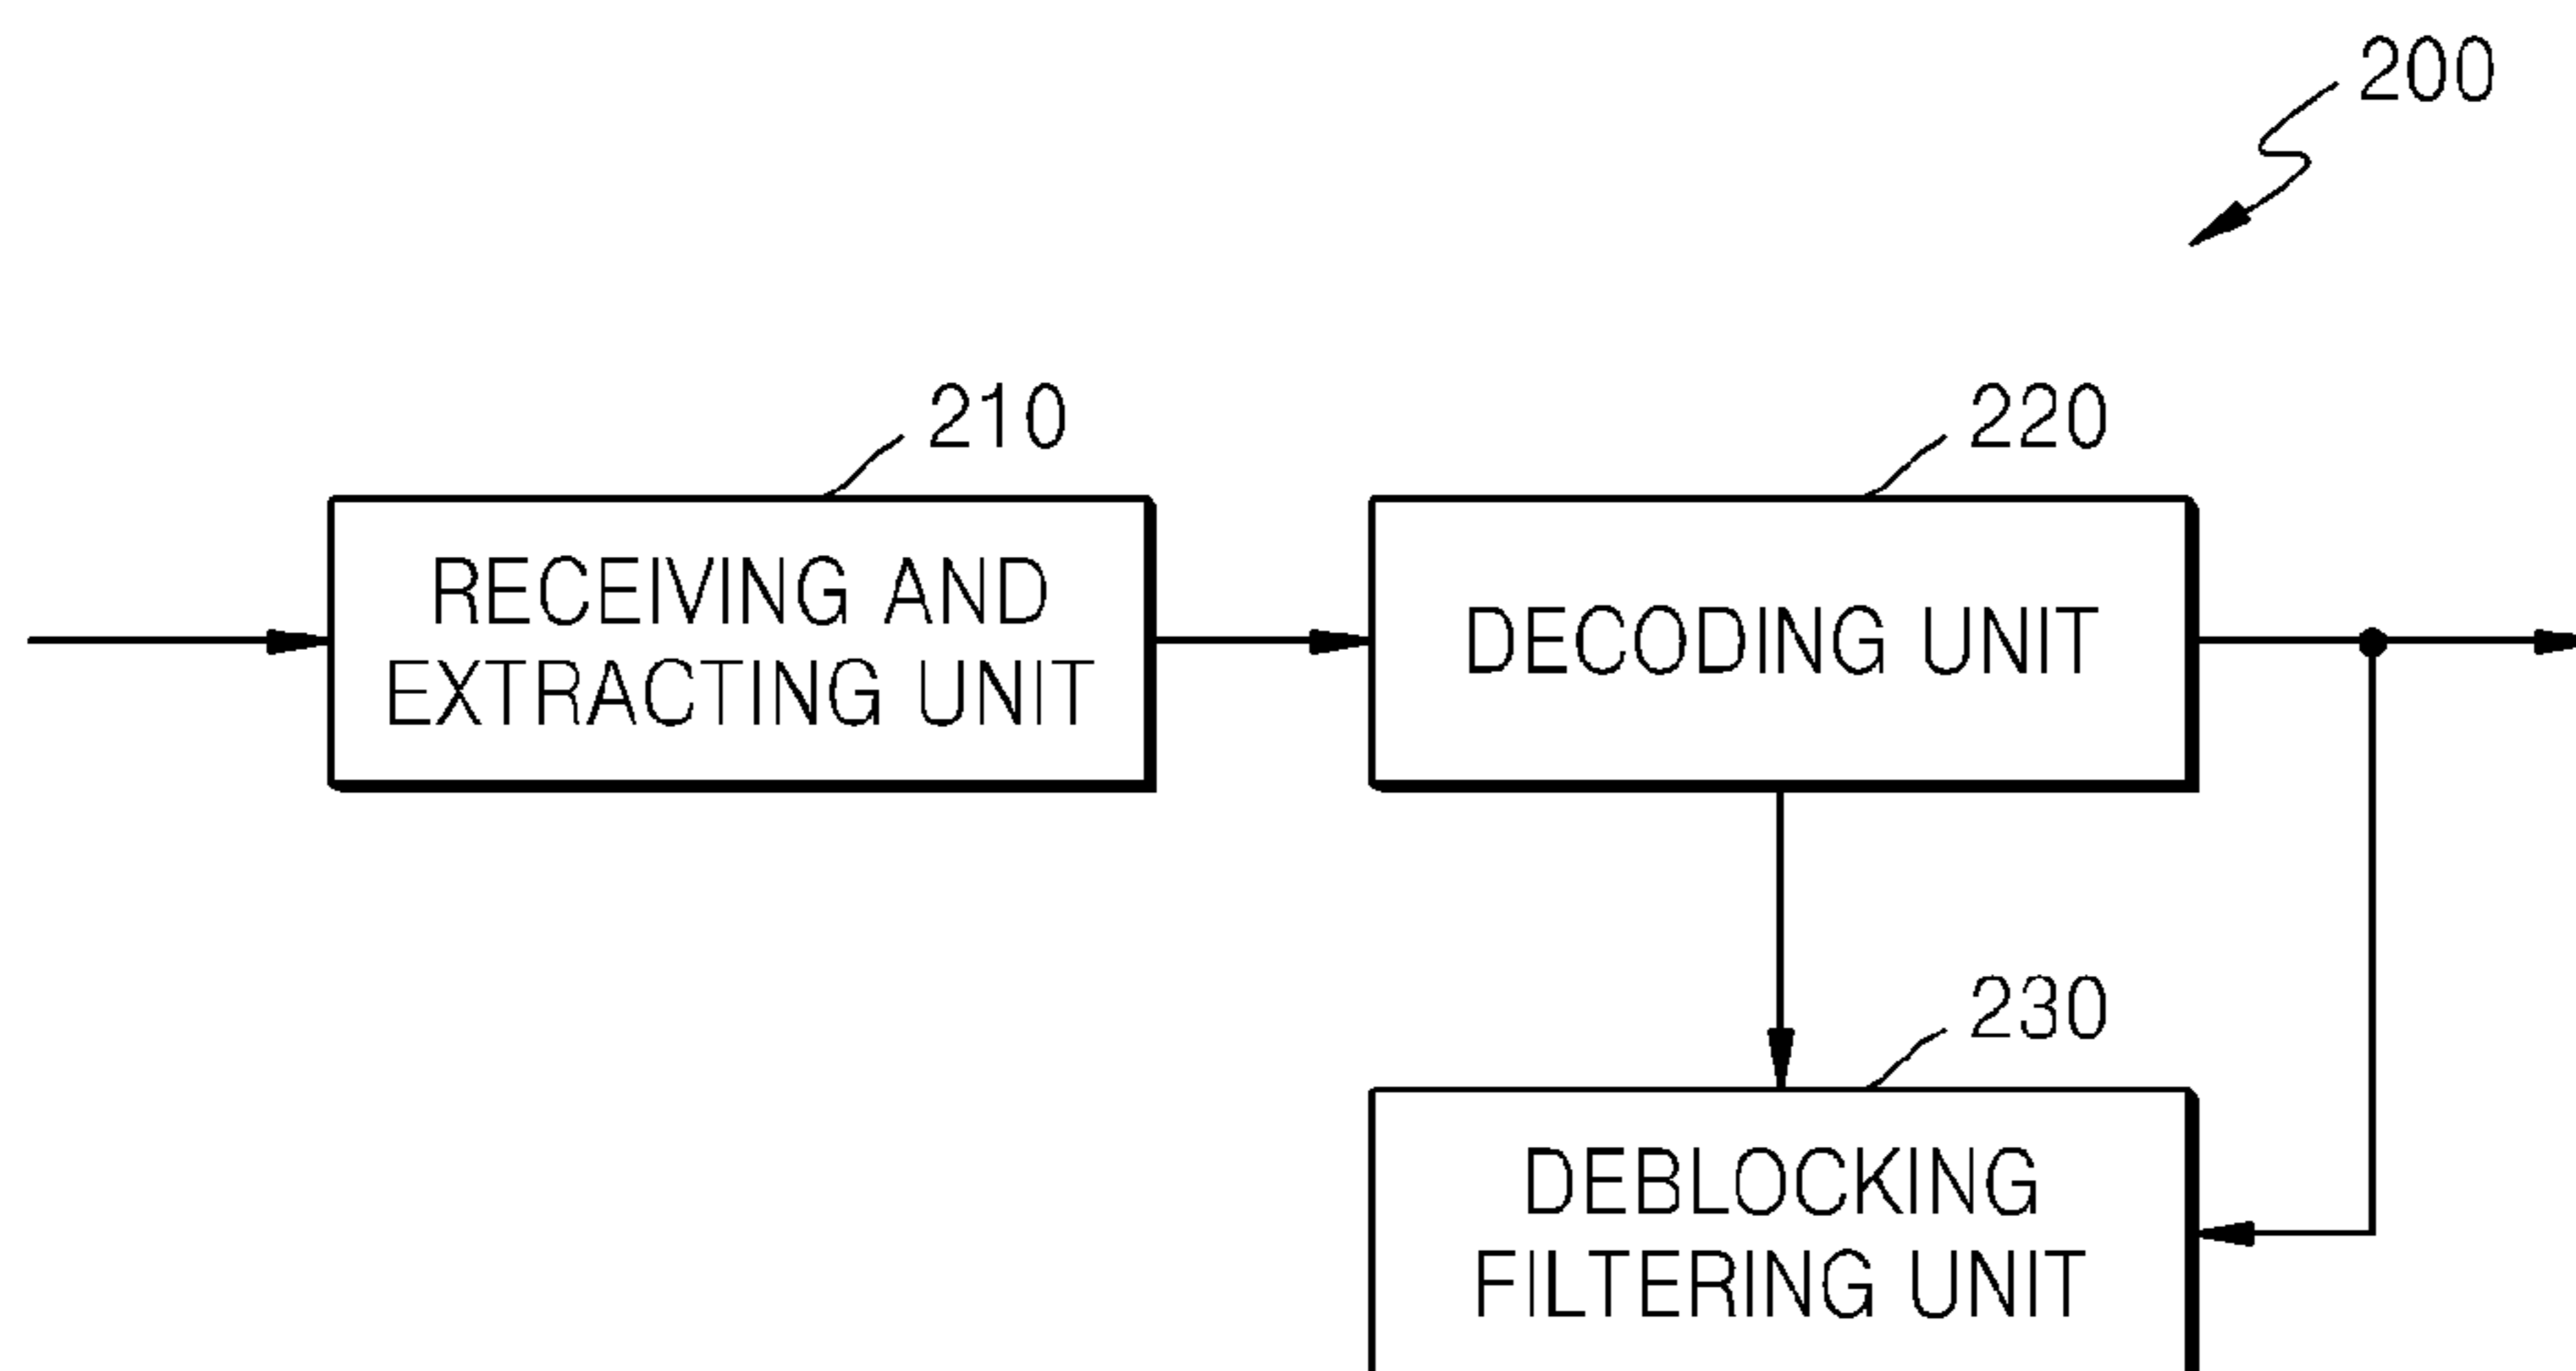 200
210
220
RECEIVING AND
EXTRACTING UNIT
DECODING UNIT
230
DEBLOCKING
FILTERING UNIT